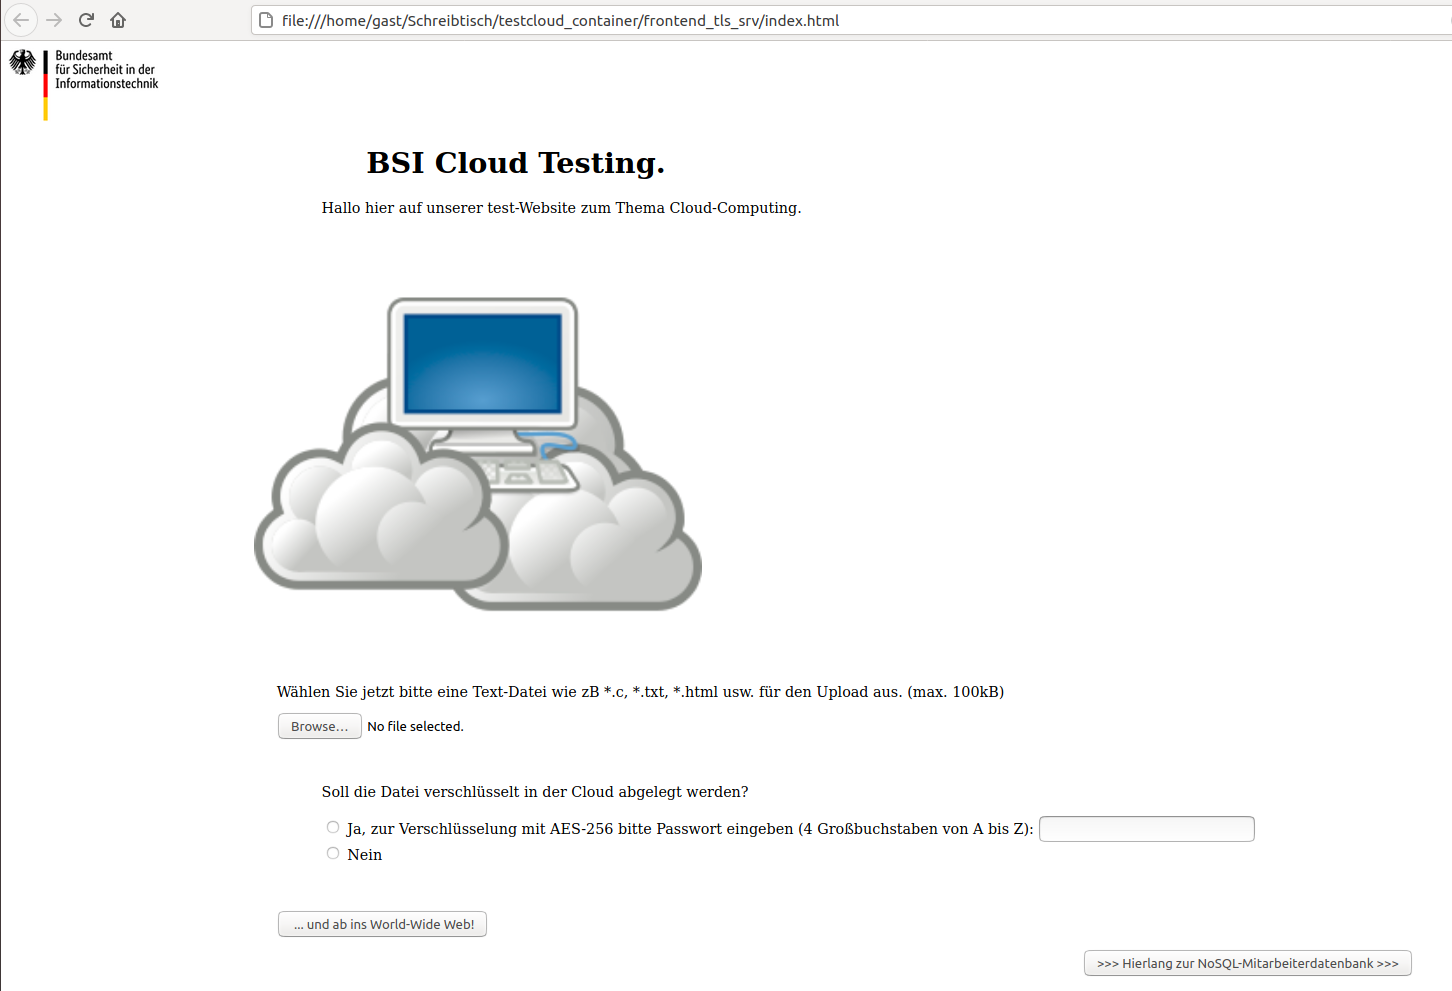 file:///home/gast/Schreibtisch/testcloud_container/frontend_tls_srv/index.html
Bundesamt
für Sicherheit in der
Informationstechnik
BSI Cloud Testing.
Hallo hier auf unserer test-Website zum Thema Cloud-Computing.
Wählen Sie jetzt bitte eine Text-Datei wie zB *.c, *.txt, *.html usw. für den Upload aus. (max. 100kB)
Browse... No file selected.
Soll die Datei verschlüsselt in der Cloud abgelegt werden?
Ja, zur Verschlüsselung mit AES-256 bitte Passwort eingeben (4 Großbuchstaben von A bis Z):
Nein
... und ab ins World-Wide Web!
>>> Hierlang zur NoSQL-Mitarbeiterdatenbank >>>